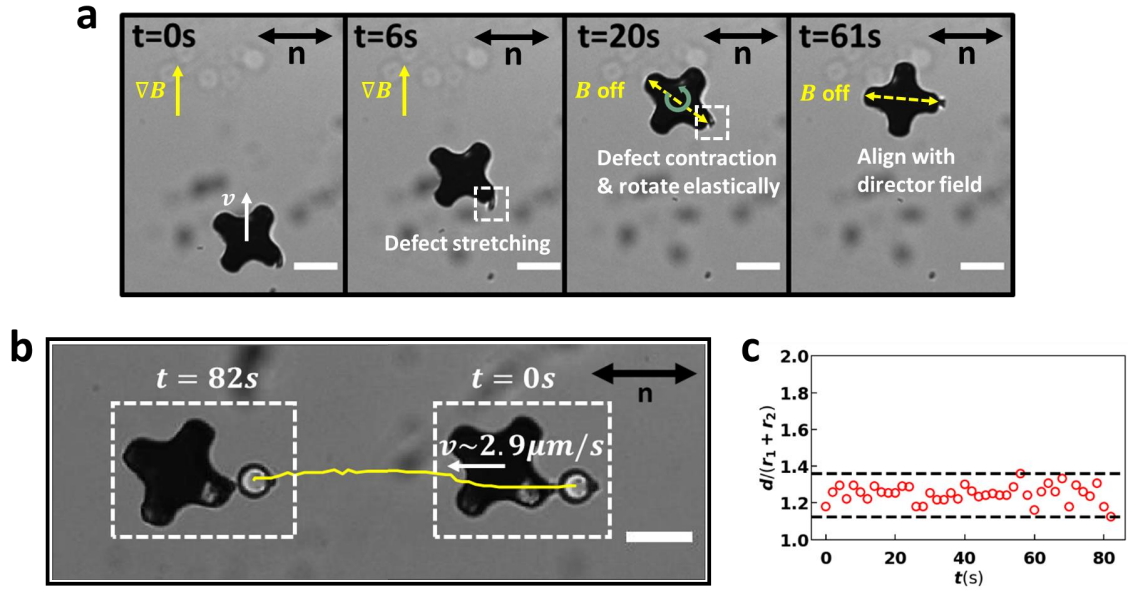 a
t=0s
n
∇B
v
t=6s
n
∇B
Defect stretching
t=20s
n
B off
Defect contraction
& rotate elastically
t=61s
n
B off
Align with
director field
b
t = 82s
t = 0s
n
v~2.9μm/s
c
d/(r₁ + r₂)
2.0
1.8
1.6
1.4
1.2
1.0
0 20 40 60 80
t(s)